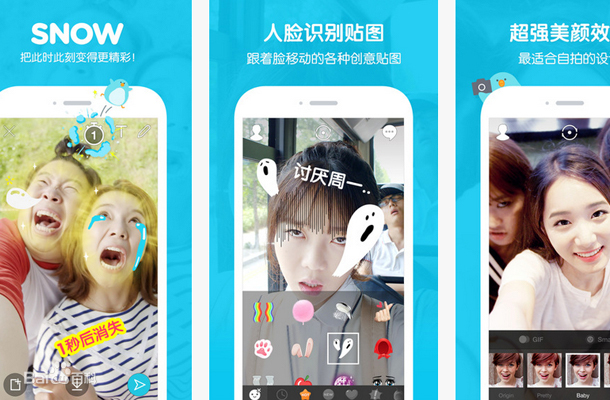 SNOW
把此时此刻变得更精彩!
1
T
1秒后消失
Baidu百科
人脸识别贴图
跟着脸移动的各种创意贴图
讨厌周一...
超强美颜效
最适合自拍的设
GIF
Origin
Pretty
Baby